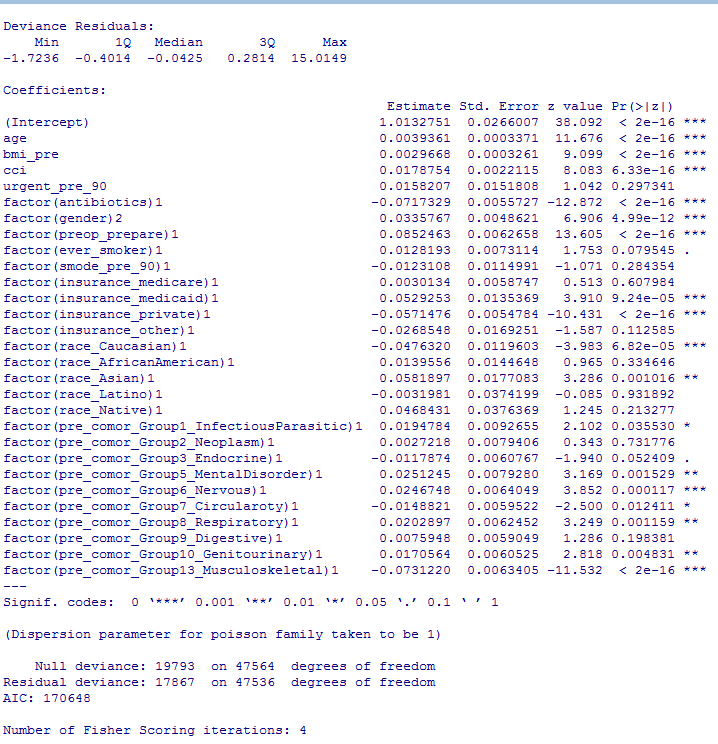 Deviance Residuals:
    Min       1Q   Median       3Q      Max
-1.7236  -0.4014  -0.0425   0.2814  15.0149
Coefficients:
Estimate Std. Error z value Pr(>|z|)
(Intercept) 1.0132751 0.0266007 38.092 < 2e-16 ***
age 0.0039361 0.0003371 11.676 < 2e-16 ***
bmi_pre 0.0029668 0.0003261 9.099 < 2e-16 ***
cci 0.0178754 0.0022115 8.083 6.33e-16 ***
urgent_pre_90 0.0158207 0.0151808 1.042 0.297341
factor(antibiotics)1 -0.0717329 0.0055727 -12.872 < 2e-16 ***
factor(gender)2 0.0335767 0.0048621 6.906 4.99e-12 ***
factor(preop_prepare)1 0.0852463 0.0062658 13.605 < 2e-16 ***
factor(ever_smoker)1 0.0128193 0.0073114 1.753 0.079545 .
factor(smode_pre_90)1 -0.0123108 0.0114991 -1.071 0.284354
factor(insurance_medicare)1 0.0030134 0.0058747 0.513 0.607984
factor(insurance_medicaid)1 0.0529253 0.0135369 3.910 9.24e-05 ***
factor(insurance_private)1 -0.0571476 0.0054784 -10.431 < 2e-16 ***
factor(insurance_other)1 -0.0268548 0.0169251 -1.587 0.112585
factor(race_Caucasian)1 -0.0476320 0.0119603 -3.983 6.82e-05 ***
factor(race_AfricanAmerican)1 0.0139556 0.0144648 0.965 0.334646
factor(race_Asian)1 0.0581897 0.0177083 3.286 0.001016 **
factor(race_Latino)1 -0.0031981 0.0374199 -0.085 0.931892
factor(race_Native)1 0.0468431 0.0376369 1.245 0.213277
factor(pre_comor_Group1_InfectiousParasitic)1 0.0194784 0.0092655 2.102 0.035530 *
factor(pre_comor_Group2_Neoplasm)1 0.0027218 0.0079406 0.343 0.731776
factor(pre_comor_Group3_Endocrine)1 -0.0117874 0.0060767 -1.940 0.052409 .
factor(pre_comor_Group5_MentalDisorder)1 0.0251245 0.0079280 3.169 0.001529 **
factor(pre_comor_Group6_Nervous)1 0.0246748 0.0064049 3.852 0.000117 ***
factor(pre_comor_Group7_Circularoty)1 -0.0148821 0.0059522 -2.500 0.012411 *
factor(pre_comor_Group8_Respiratory)1 0.0202897 0.0062452 3.249 0.001159 **
factor(pre_comor_Group9_Digestive)1 0.0075948 0.0059049 1.286 0.198381
factor(pre_comor_Group10_Genitourinary)1 0.0170564 0.0060525 2.818 0.004831 **
factor(pre_comor_Group13_Musculoskeletal)1 -0.0731220 0.0063405 -11.532 < 2e-16 ***
---
Signif. codes:  0 ‘***’ 0.001 ‘**’ 0.01 ‘*’ 0.05 ‘.’ 0.1 ‘ ’ 1
(Dispersion parameter for poisson family taken to be 1)
    Null deviance: 19793  on 47564  degrees of freedom
Residual deviance: 17867  on 47536  degrees of freedom
AIC: 170648
Number of Fisher Scoring iterations: 4